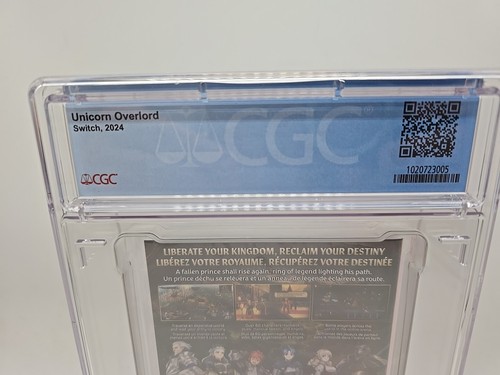 Unicorn Overlord
Switch, 2024
CGC
CGC
1020723005
LIBERATE YOUR KINGDOM, RECLAIM YOUR DESTINY
LIBÉREZ VOTRE ROYAUME, RÉCUPÉREZ VOTRE DESTINÉE
A fallen prince shall rise again, ring of legend lighting his path.
Un prince déchu se relèvera et un anneau de légende éclairera sa route.